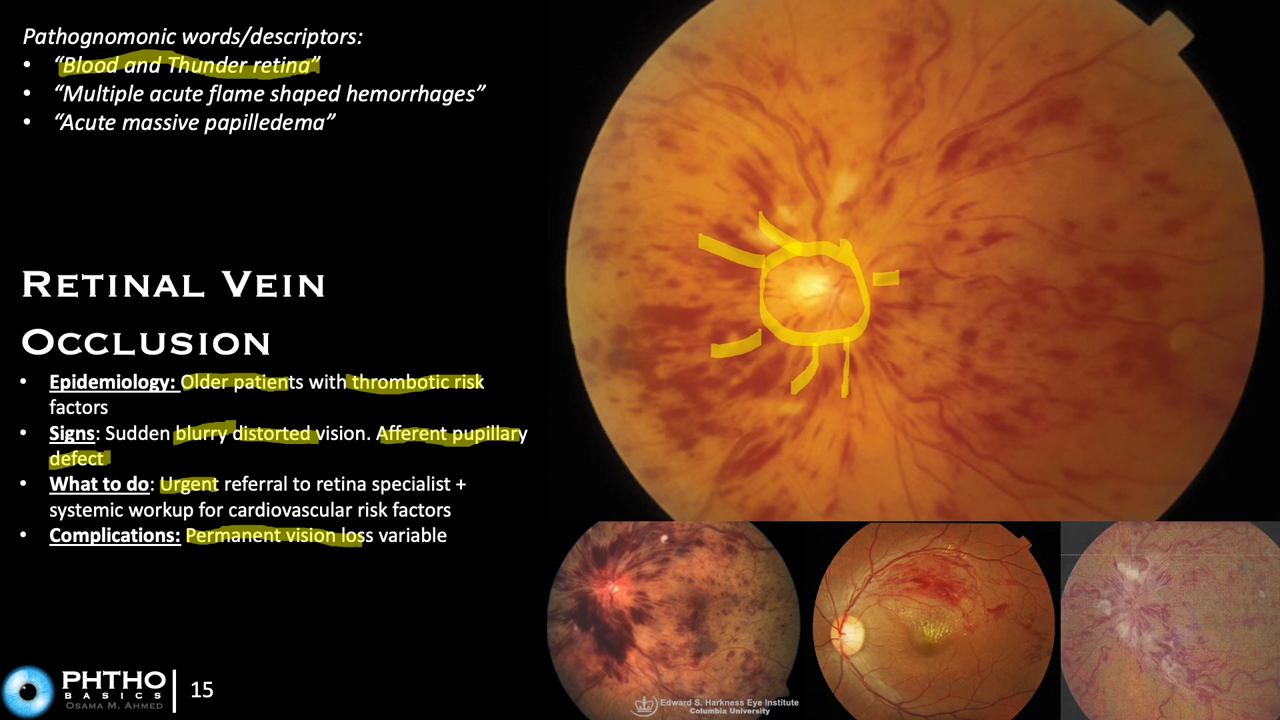 Pathognomonic words/descriptors:
• “Blood and Thunder retina”
• “Multiple acute flame shaped hemorrhages”
• “Acute massive papilledema”
Retinal Vein
Occlusion
• Epidemiology: Older patients with thrombotic risk
factors
• Signs: Sudden blurry distorted vision. Afferent pupillary
defect
• What to do: Urgent referral to retina specialist +
systemic workup for cardiovascular risk factors
• Complications: Permanent vision loss variable
PHTHO
BASICS
Osama M. Ahmed
15
Edward S. Harkness Eye Institute
Columbia University